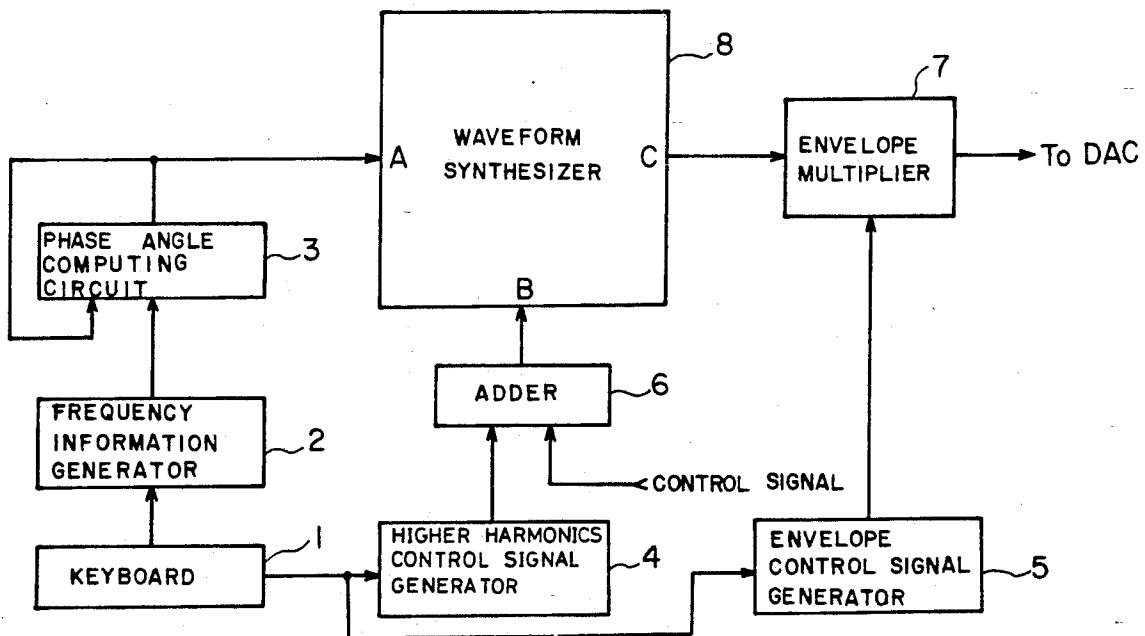 8
7
WAVEFORM
SYNTHESIZER
A
C
B
ENVELOPE
MULTIPLIER
To DAC
PHASE ANGLE
COMPUTING
CIRCUIT
3
ADDER
6
FREQUENCY
INFORMATION
GENERATOR
2
CONTROL SIGNAL
KEYBOARD
1
HIGHER HARMONICS
CONTROL SIGNAL
GENERATOR
4
ENVELOPE
CONTROL SIGNAL
GENERATOR
5